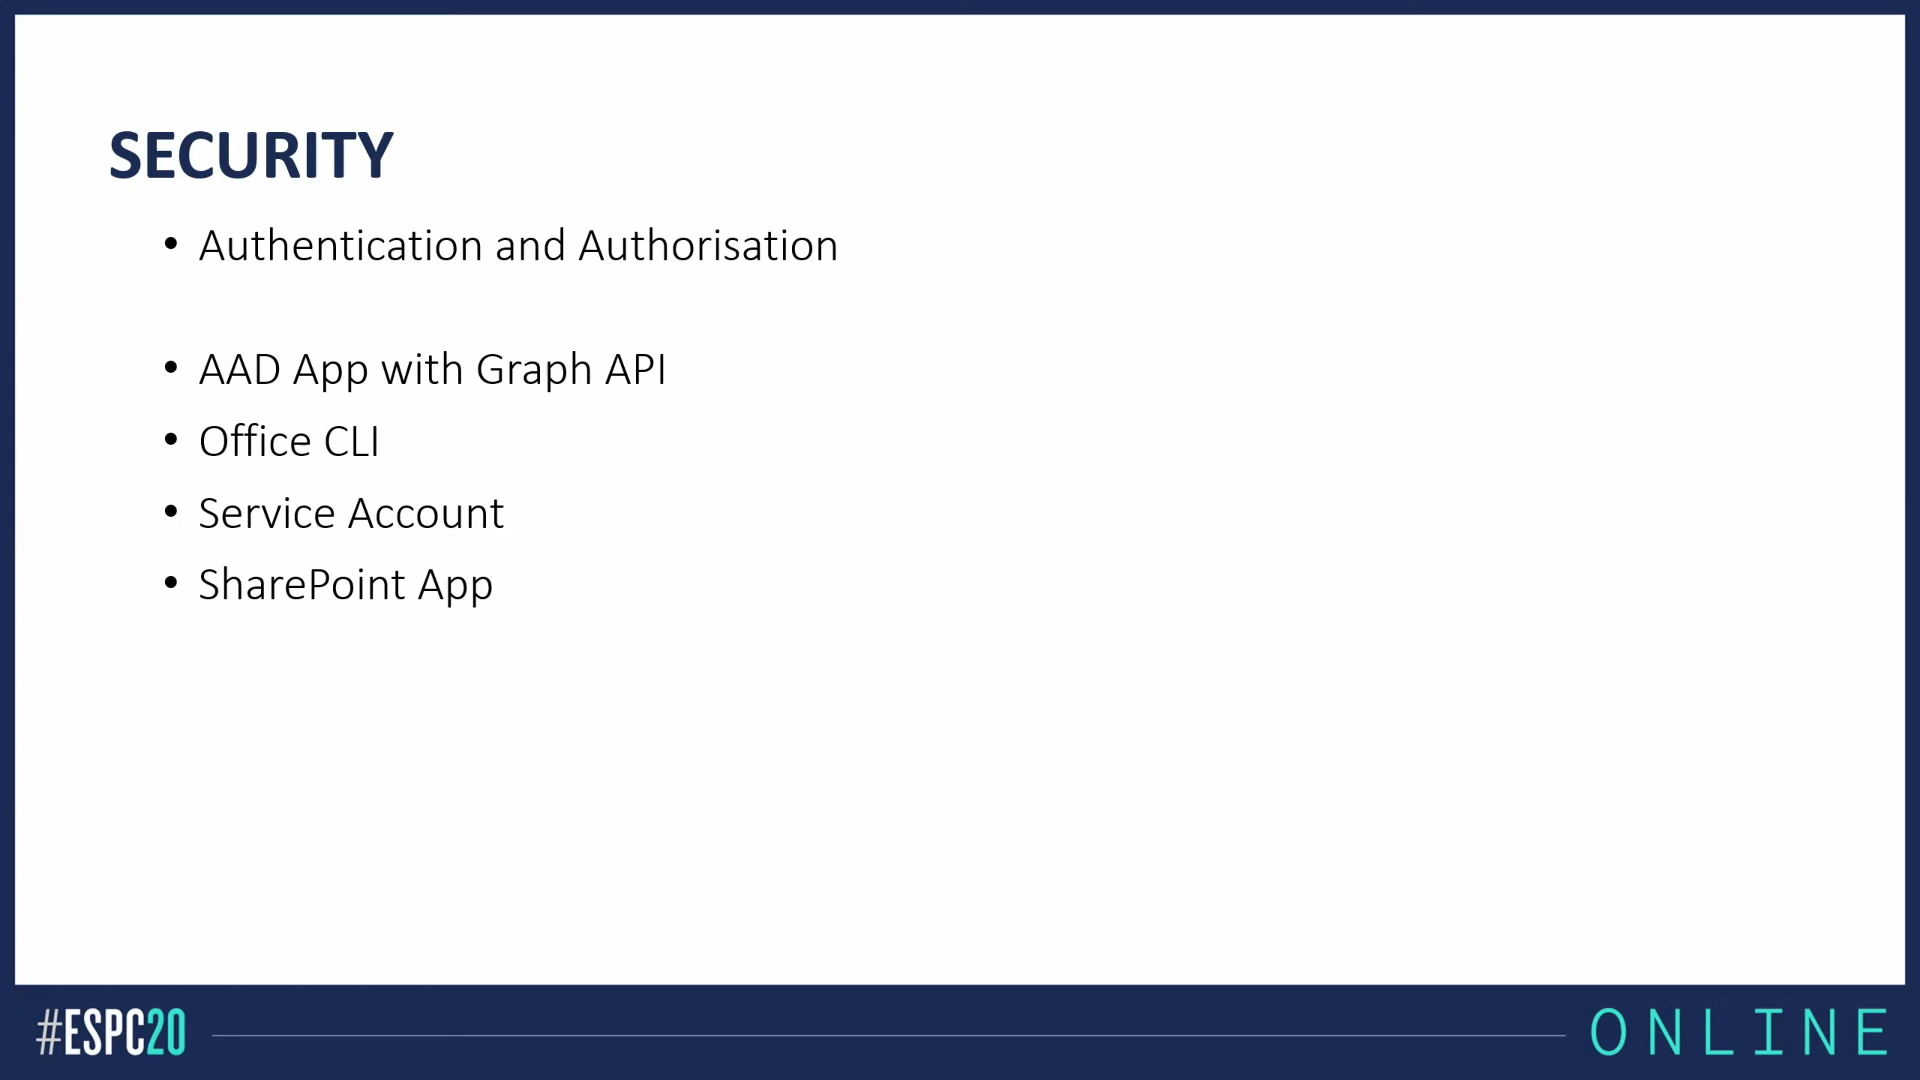 SECURITY
• Authentication and Authorisation
• AAD App with Graph API
• Office CLI
• Service Account
• SharePoint App
#ESPC20
ONLINE